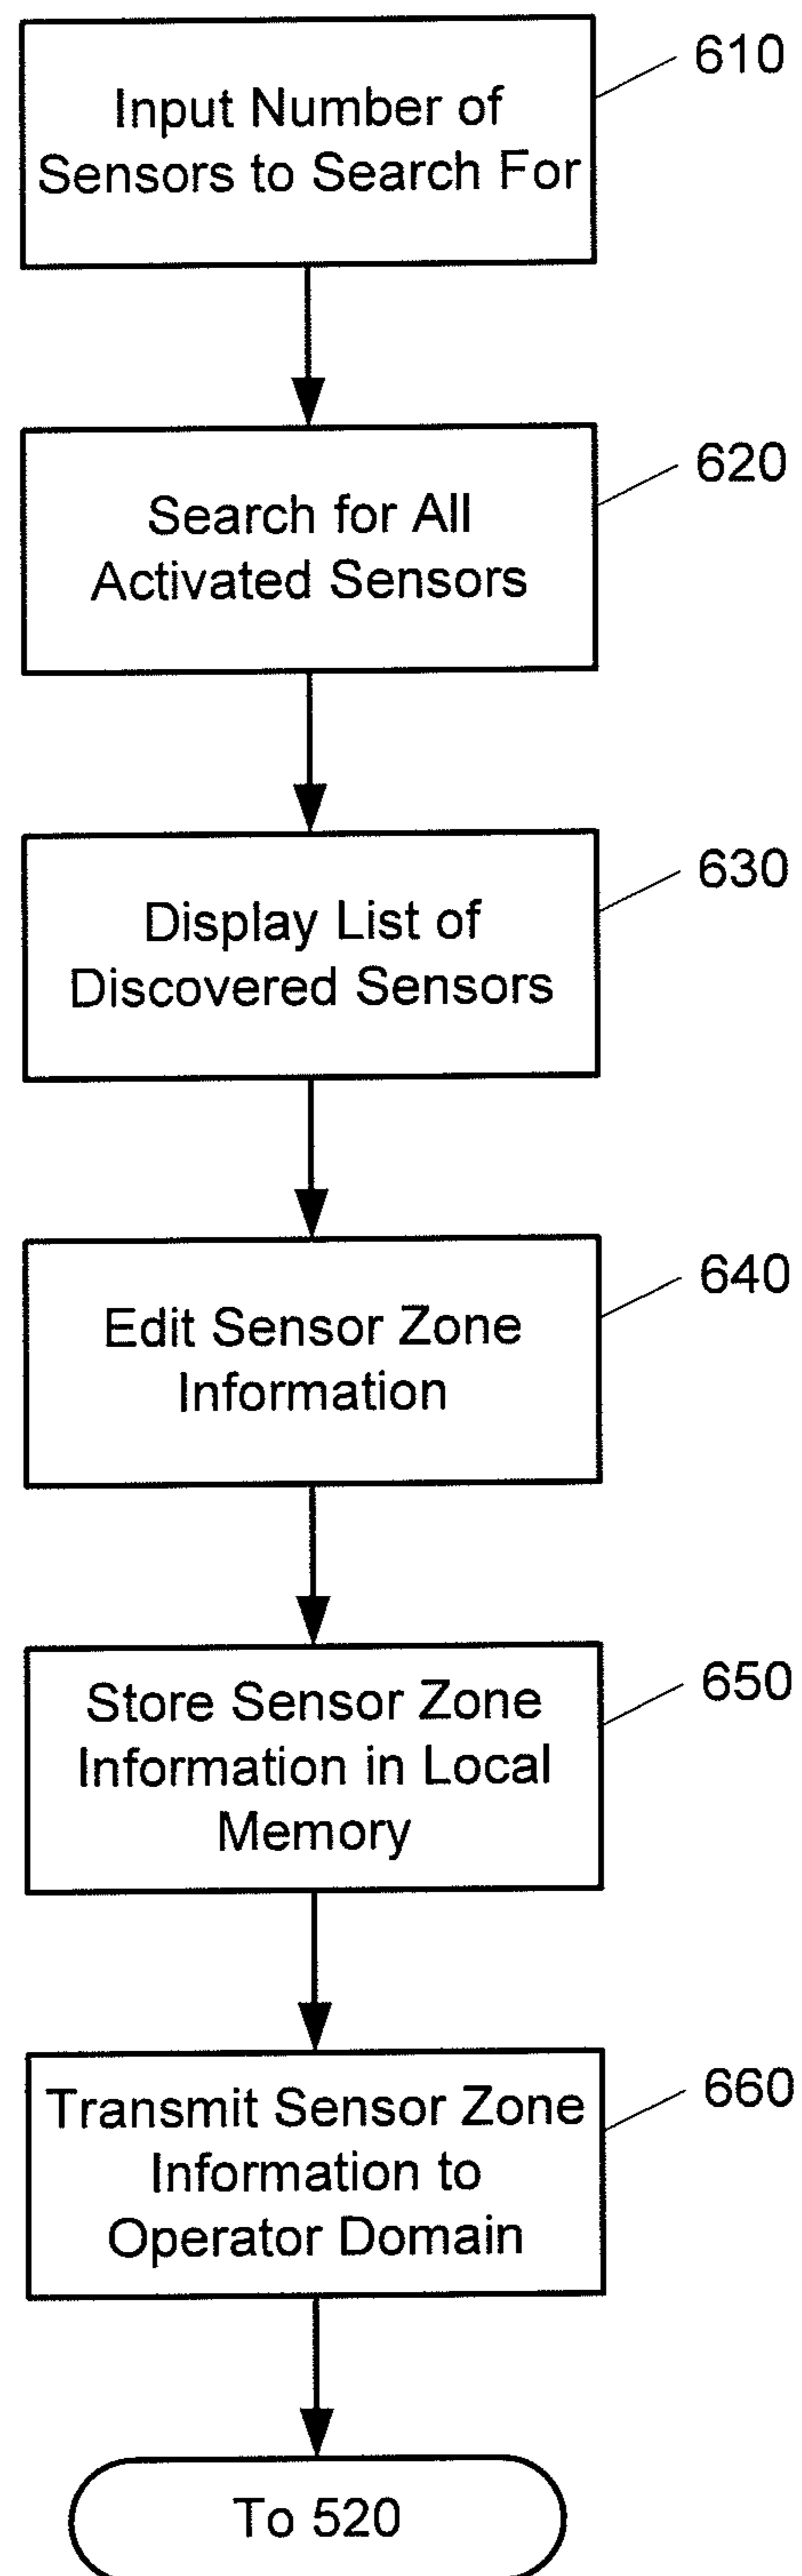 610
Input Number of
Sensors to Search For
620
Search for All
Activated Sensors
630
Display List of
Discovered Sensors
640
Edit Sensor Zone
Information
650
Store Sensor Zone
Information in Local
Memory
660
Transmit Sensor Zone
Information to
Operator Domain
To 520